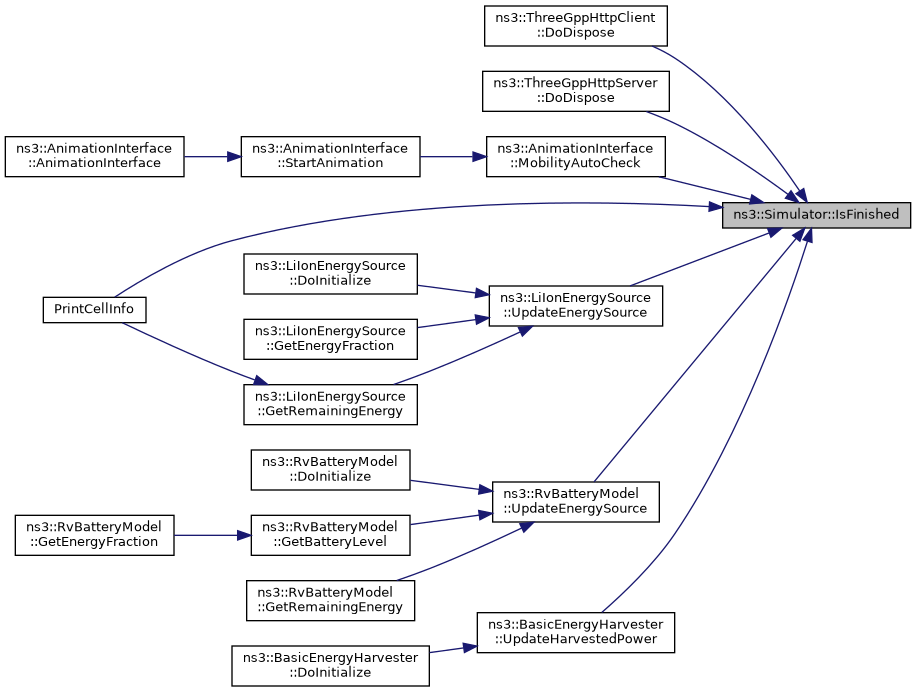 ns3::ThreeGppHttpClient
::DoDispose
ns3::ThreeGppHttpServer
::DoDispose
ns3::AnimationInterface
::AnimationInterface
ns3::AnimationInterface
::StartAnimation
ns3::AnimationInterface
::MobilityAutoCheck
ns3::Simulator::IsFinished
ns3::LiIonEnergySource
::DoInitialize
PrintCellInfo
ns3::LiIonEnergySource
::UpdateEnergySource
ns3::LiIonEnergySource
::GetEnergyFraction
ns3::LiIonEnergySource
::GetRemainingEnergy
ns3::RvBatteryModel
::DoInitialize
ns3::RvBatteryModel
::UpdateEnergySource
ns3::RvBatteryModel
::GetEnergyFraction
ns3::RvBatteryModel
::GetBatteryLevel
ns3::RvBatteryModel
::GetRemainingEnergy
ns3::BasicEnergyHarvester
::UpdateHarvestedPower
ns3::BasicEnergyHarvester
::DoInitialize